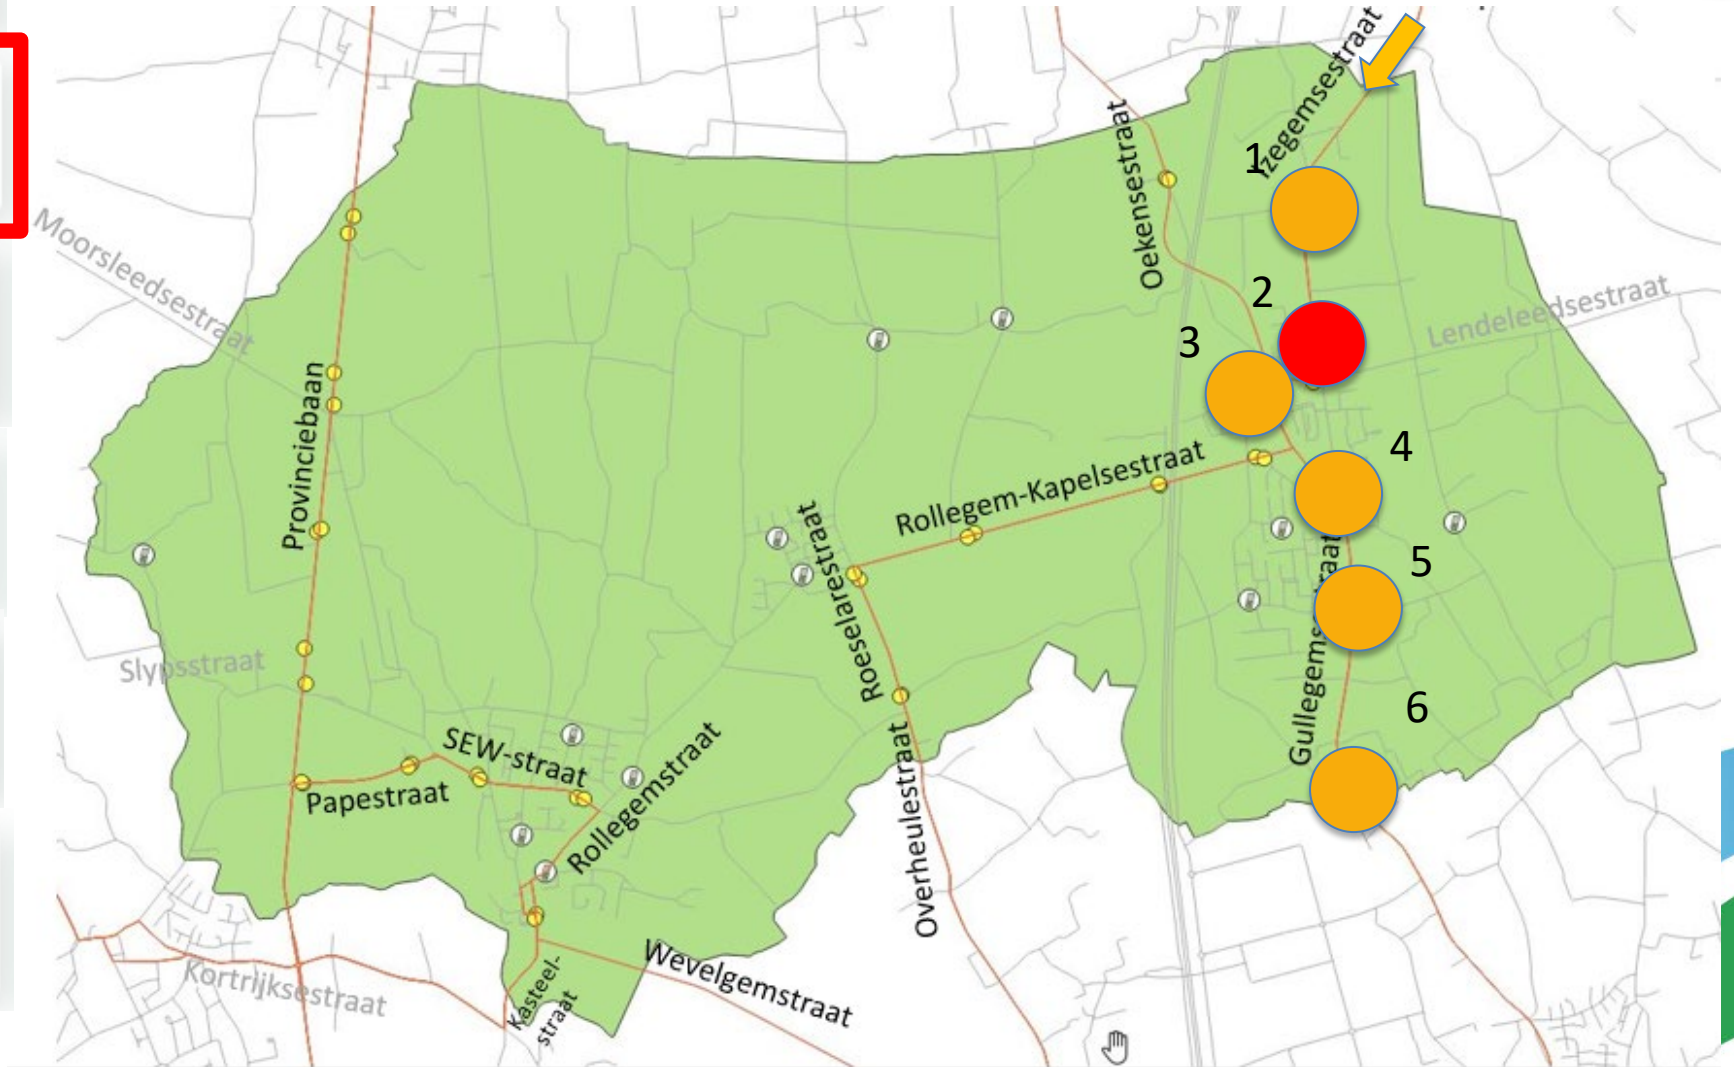 Izegemsestraat
1
Oekensestraat
Moorsleedsestraat
2
Lendeleedsestraat
3
Provinciebaan
4
Rollegem-Kapelsestraat
Roeselarestraat
5
Gullegemsestraat
Slypsstraat
6
SEW-straat
Papestraat
Rollegemstraat
Overheulestraat
Wevelgemstraat
Kortrijksestraat
Kasteel-
straat